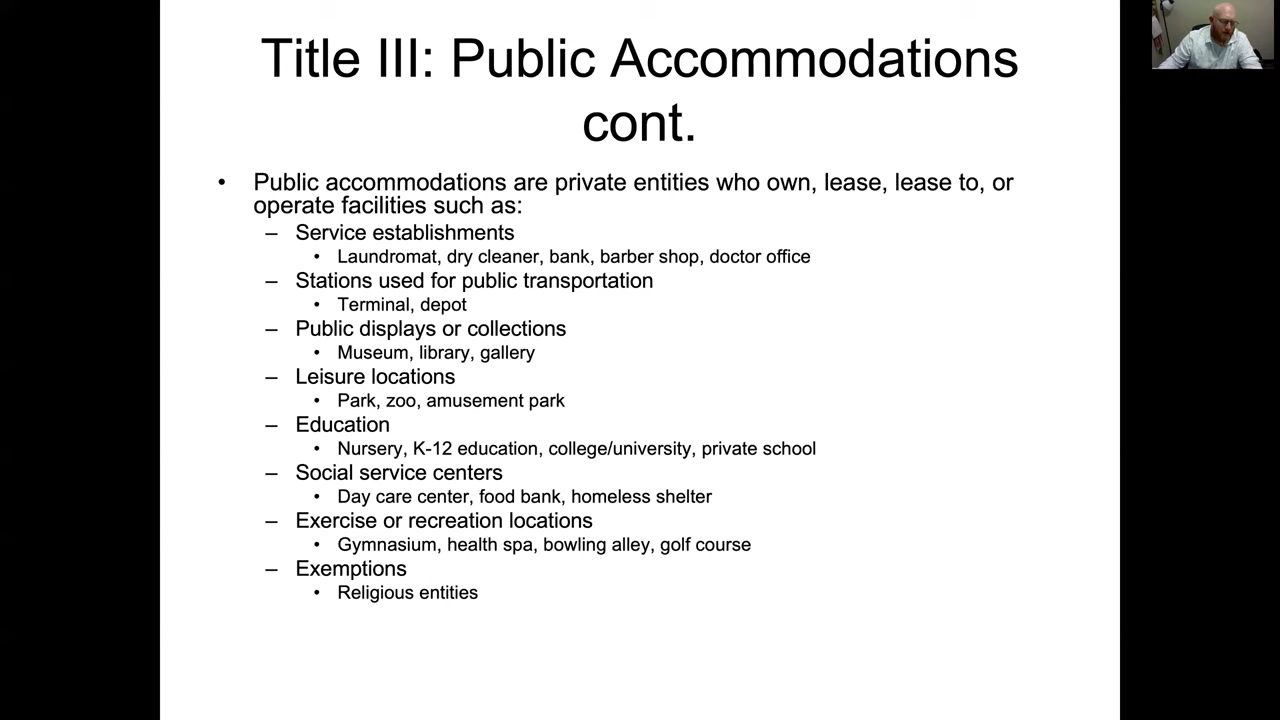 Title III: Public Accommodations
cont.
• Public accommodations are private entities who own, lease, lease to, or
operate facilities such as:
– Service establishments
• Laundromat, dry cleaner, bank, barber shop, doctor office
– Stations used for public transportation
• Terminal, depot
– Public displays or collections
• Museum, library, gallery
– Leisure locations
• Park, zoo, amusement park
– Education
• Nursery, K-12 education, college/university, private school
– Social service centers
• Day care center, food bank, homeless shelter
– Exercise or recreation locations
• Gymnasium, health spa, bowling alley, golf course
– Exemptions
• Religious entities